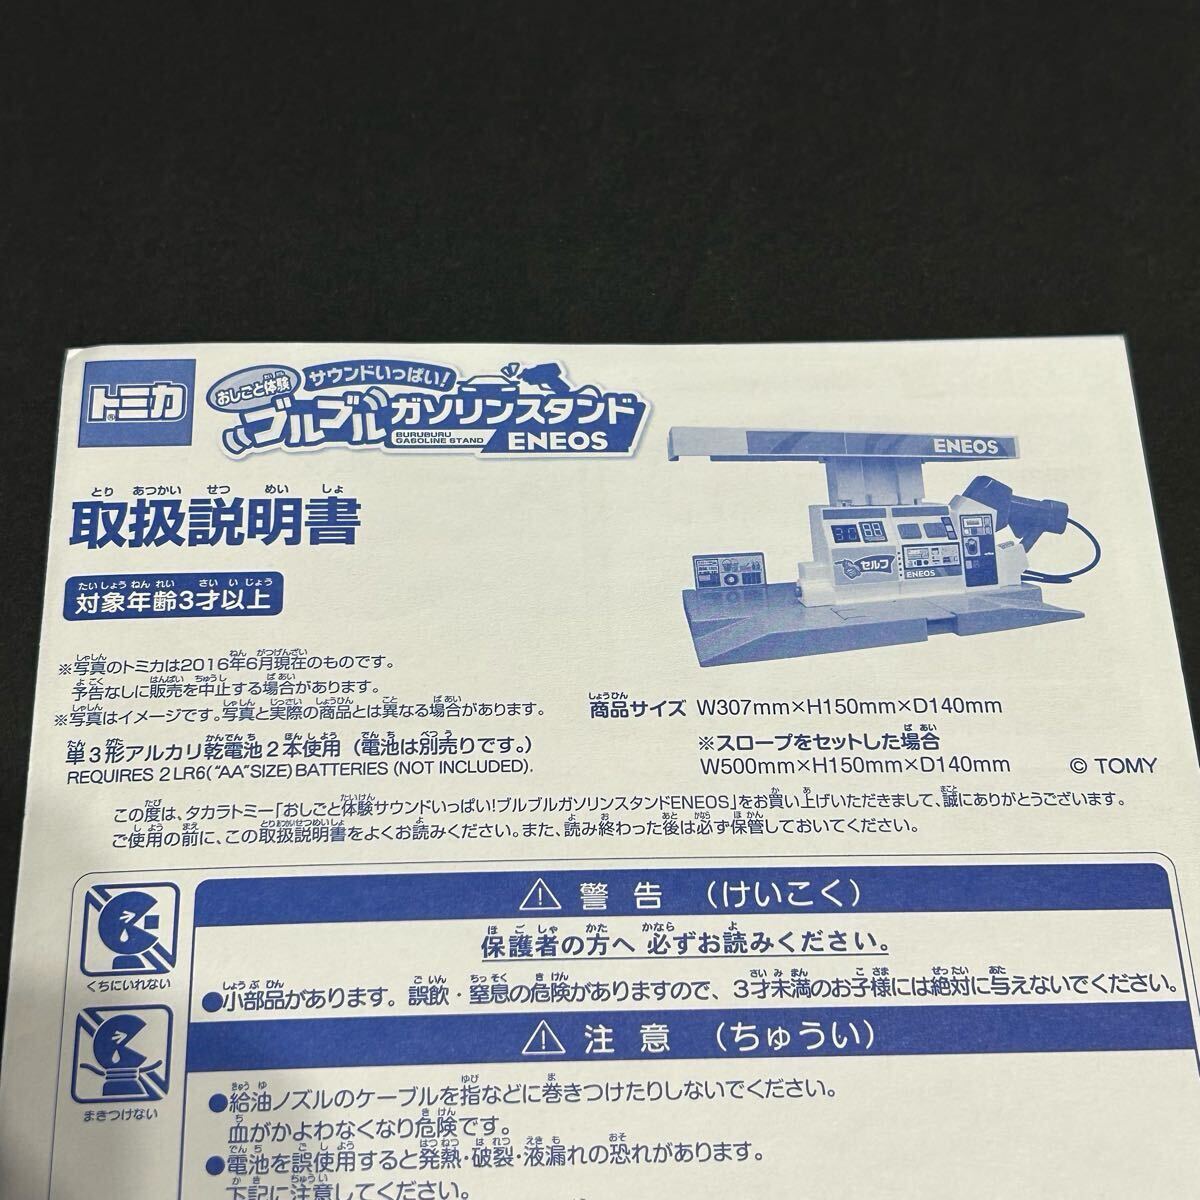 トミカ
おしごと体験
サウンドいっぱい!
ブルブルガソリンスタンド
BURUBURU
GASOLINE STAND
ENEOS
取扱説明書
対象年齢3才以上
ENEOS
セルフ
ENEOS
※写真のトミカは2016年6月現在のものです。
予告なしに販売を中止する場合があります。
※写真はイメージです。写真と実際の商品とは異なる場合があります。
商品サイズ W307mm×H150mm×D140mm
※スロープをセットした場合
W500mm×H150mm×D140mm
© TOMY
単3形アルカリ乾電池2本使用(電池は別売りです。)
REQUIRES 2 LR6("AA"SIZE) BATTERIES (NOT INCLUDED).
この度は、タカラトミー「おしごと体験サウンドいっぱい!ブルブルガソリンスタンドENEOS」をお買い上げいただきまして、誠にありがとうございます。
ご使用の前に、この取扱説明書をよくお読みください。また、読み終わった後は必ず保管しておいてください。
くちにいれない
まきつけない
⚠ 警告 (けいこく)
保護者の方へ 必ずお読みください。
●小部品があります。誤飲・窒息の危険がありますので、3才未満のお子様には絶対に与えないでください。
⚠ 注意 (ちゅうい)
●給油ノズルのケーブルを指などに巻きつけたりしないでください。
血がかよわなくなり危険です。
●電池を誤使用すると発熱・破裂・液漏れの恐れがあります。
下記に注意してください。